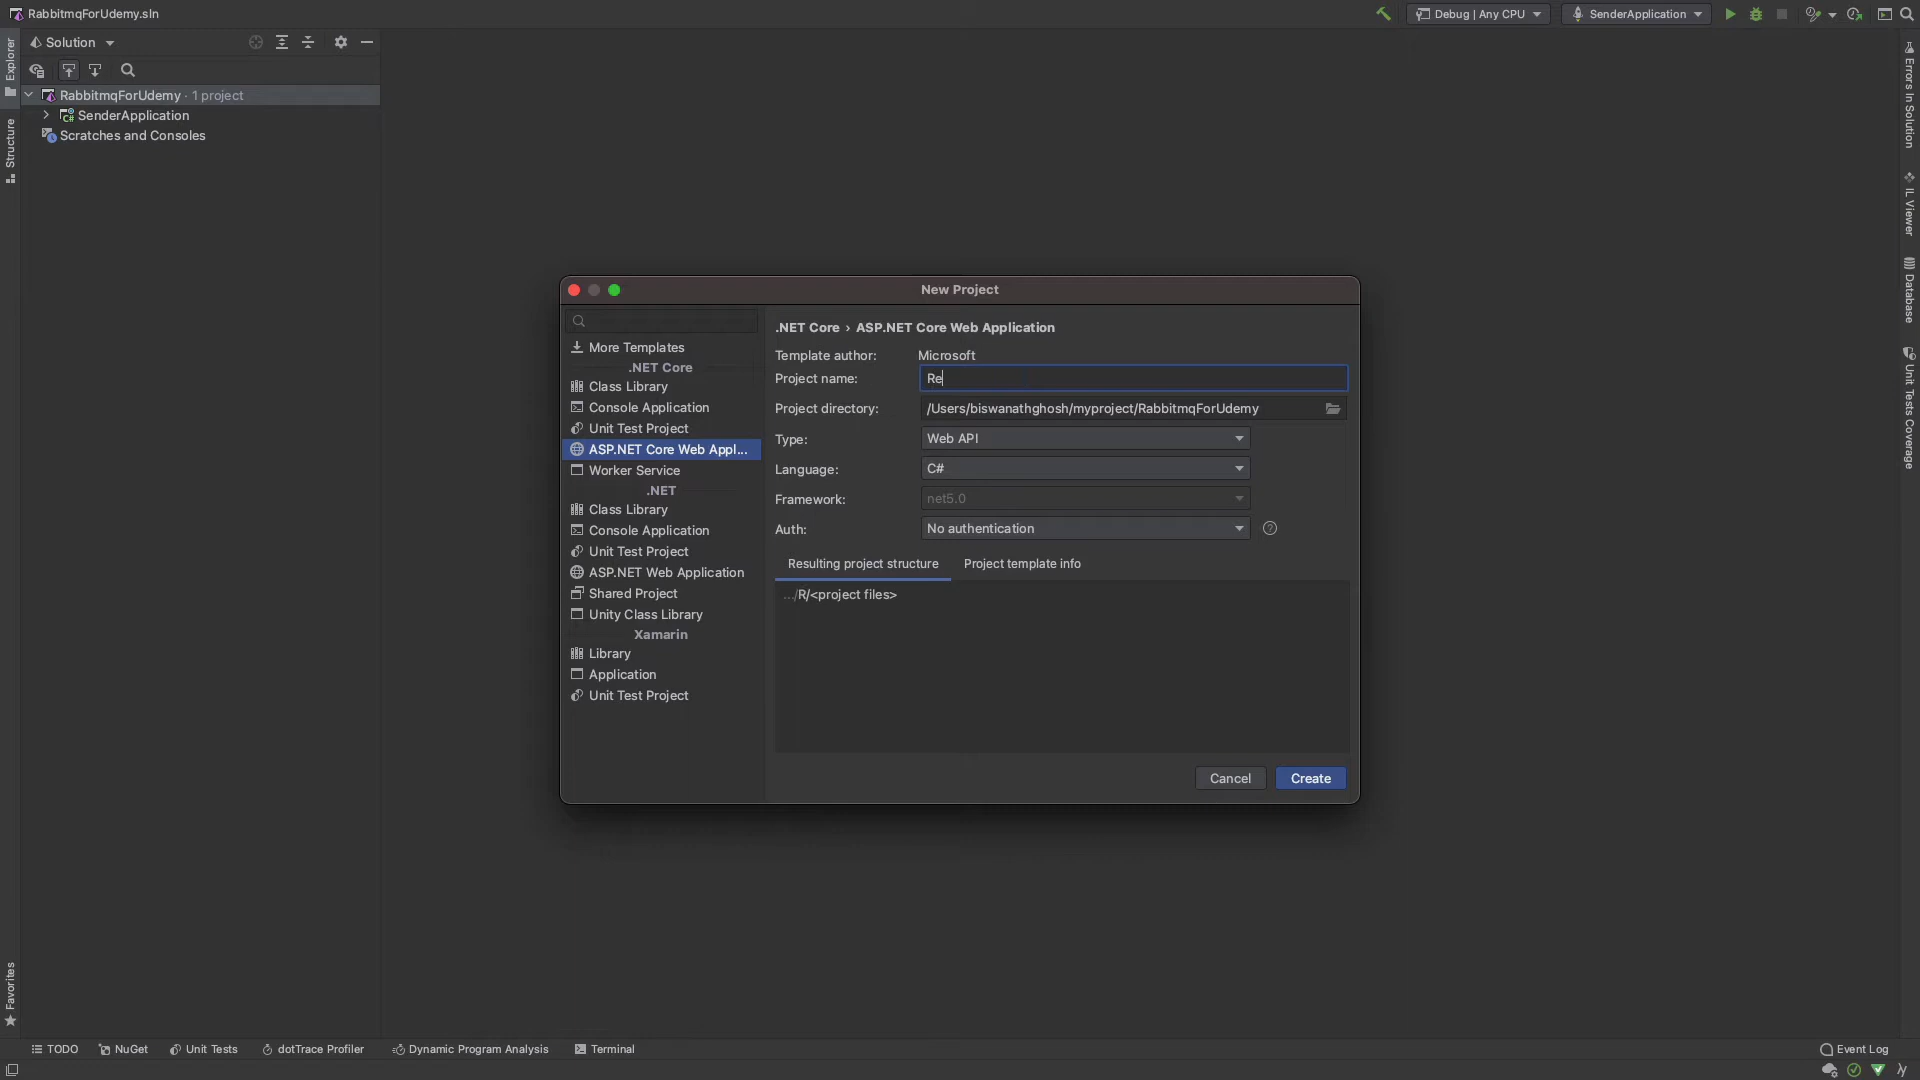 RabbitmqForUdemy.sln
Debug | Any CPU
SenderApplication
Explorer
Solution
RabbitmqForUdemy · 1 project
SenderApplication
Scratches and Consoles
Structure
Favorites
New Project
More Templates
.NET Core
Class Library
Console Application
Unit Test Project
ASP.NET Core Web Appl...
Worker Service
.NET
Class Library
Console Application
Unit Test Project
ASP.NET Web Application
Shared Project
Unity Class Library
Xamarin
Library
Application
Unit Test Project
.NET Core › ASP.NET Core Web Application
Template author: Microsoft
Project name: Re
Project directory: /Users/biswanathghosh/myproject/RabbitmqForUdemy
Type: Web API
Language: C#
Framework: net5.0
Auth: No authentication
Resulting project structure Project template info
.../R/<project files>
Cancel Create
Errors In Solution
IL Viewer
Database
Unit Tests Coverage
TODO NuGet Unit Tests dotTrace Profiler Dynamic Program Analysis Terminal Event Log